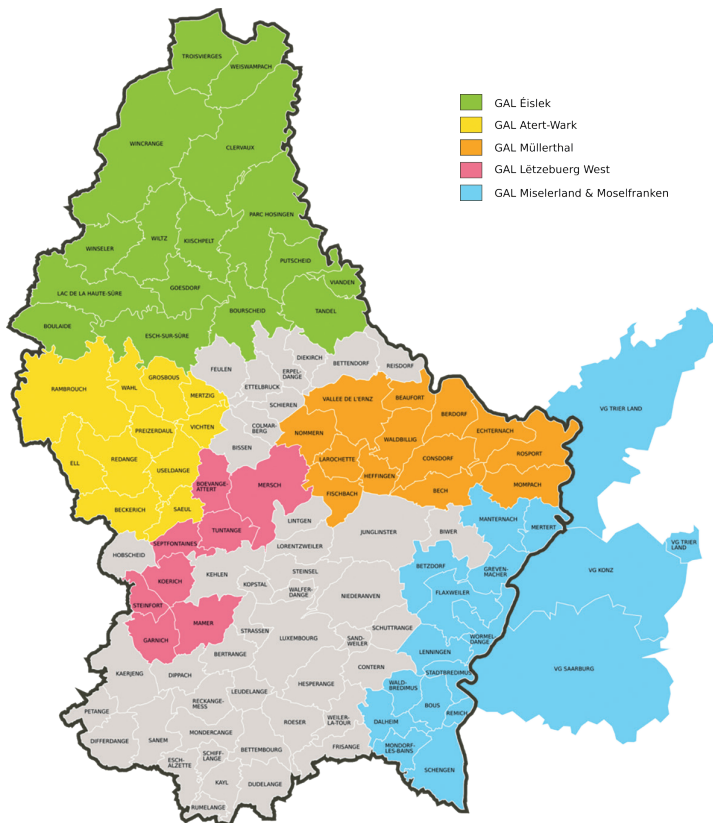 TROISVIERGES
WEISWAMPACH
GAL Éislek
GAL Atert-Wark
GAL Müllerthal
GAL Lëtzebuerg West
GAL Miselerland & Moselfranken
WINCRANGE
CLERVAUX
PARC HOSINGEN
WILTZ
KIISCHPELT
WINSELER
PUTSCHEID
VIANDEN
GOESDORF
LAC DE LA HAUTE-SÛRE
BOURSCHEID
TANDEL
BOULAIDE
ESCH-SUR-SÛRE
FEULEN
DIEKIRCH
BETTENDORF
REISDORF
ERPEL-
DANGE
ETTELBRUCK
GROSBOUS
WAHL
RAMBROUCH
MERTZIG
SCHIEREN
VALLEE DE L'ERNZ
BEAUFORT
BERDORF
VG TRIER LAND
COLMAR-
BERG
VICHTEN
PREIZERDAUL
NOMMERN
WALDBILLIG
ECHTERNACH
BISSEN
ELL
REDANGE
USELDANGE
LAROCHETTE
CONSDORF
ROSPORT
HEFFINGEN
BOEVANGE-
ATTERT
MERSCH
FISCHBACH
BECH
MOMPACH
BECKERICH
SAEUL
LINTGEN
MANTERNACH
MERTERT
TUNTANGE
JUNGLINSTER
BIWER
SEPTFONTAINES
LORENTZWEILER
VG TRIER
LAND
HOBSCHEID
BETZDORF
GREVEN-
MACHER
VG KONZ
KOERICH
KEHLEN
STEINSEL
KOPSTAL
WALFER-
DANGE
NIEDERANVEN
FLAXWEILER
STEINFORT
MAMER
STRASSEN
SCHUTTRANGE
GARNICH
LUXEMBOURG
SAND-
WEILER
WORMEL-
DANGE
BERTRANGE
LENNINGEN
CONTERN
VG SAARBURG
KAERJENG
DIPPACH
STADTBREDIMUS
HESPERANGE
WALD-
BREDIMUS
LEUDELANGE
RECKANGE-
MESS
BOUS
REMICH
PETANGE
ROESER
WEILER-
LA-TOUR
DALHEIM
MONDERCANGE
DIFFERDANGE
SANEM
BETTEMBOURG
FRISANGE
MONDORF-
LES-BAINS
SCHIFF-
LANGE
ESCH-
ALZETTE
SCHENGEN
KAYL
DUDELANGE
RUMELANGE